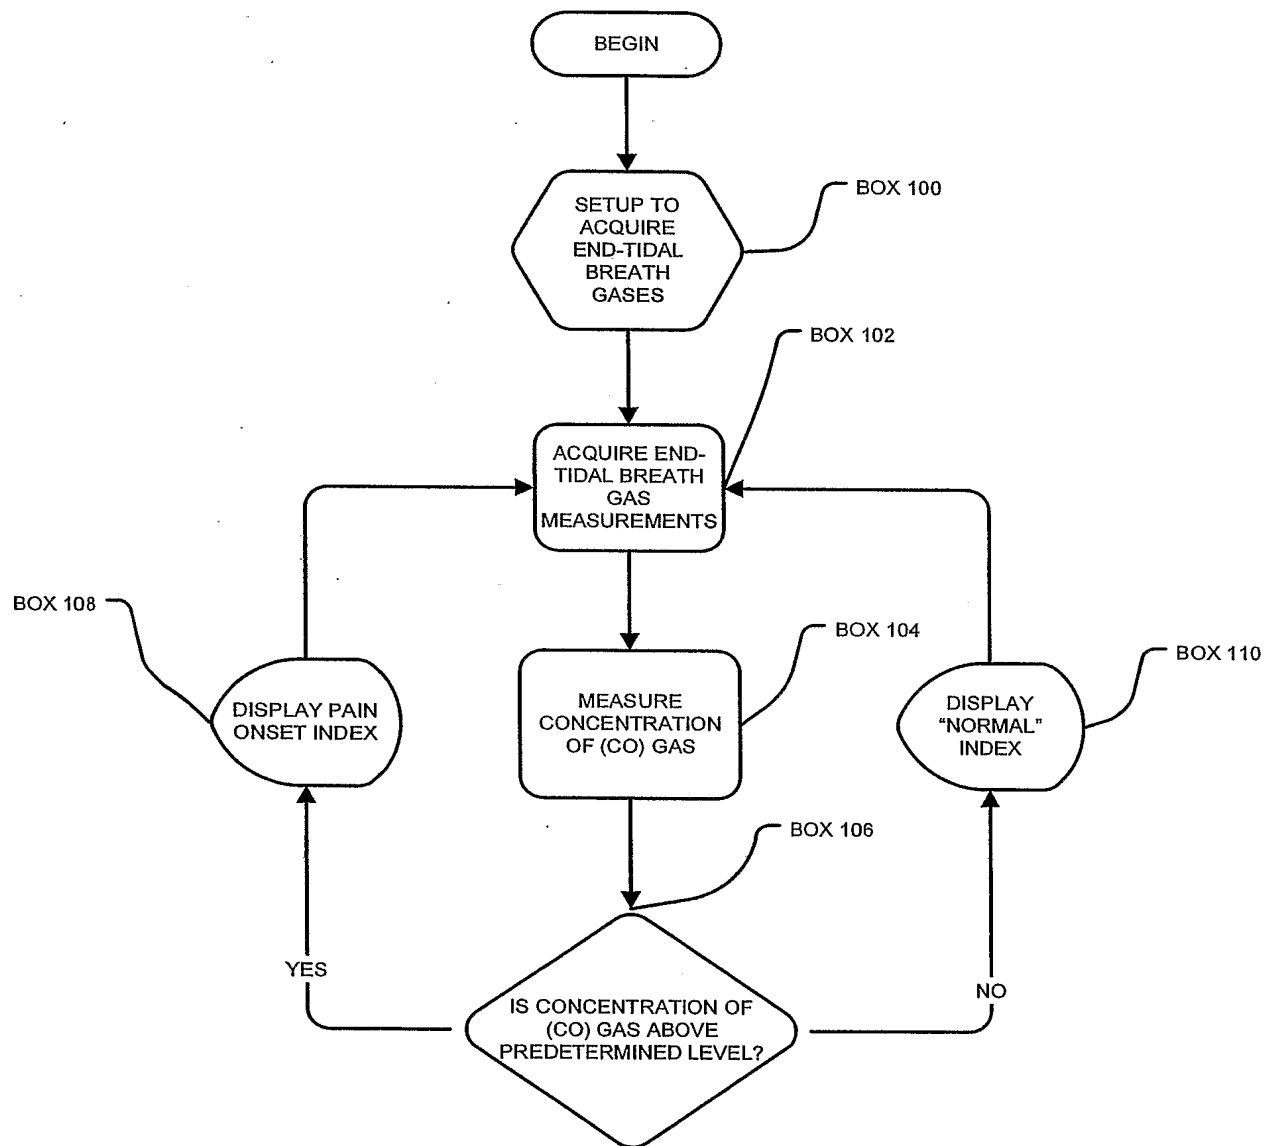 BEGIN
SETUP TO
ACQUIRE
END-TIDAL
BREATH
GASES
BOX 100
BOX 102
ACQUIRE END-
TIDAL BREATH
GAS
MEASUREMENTS
BOX 108
BOX 104
BOX 110
DISPLAY PAIN
ONSET INDEX
MEASURE
CONCENTRATION
OF (CO) GAS
DISPLAY
“NORMAL”
INDEX
BOX 106
YES
NO
IS CONCENTRATION OF
(CO) GAS ABOVE
PREDETERMINED LEVEL?